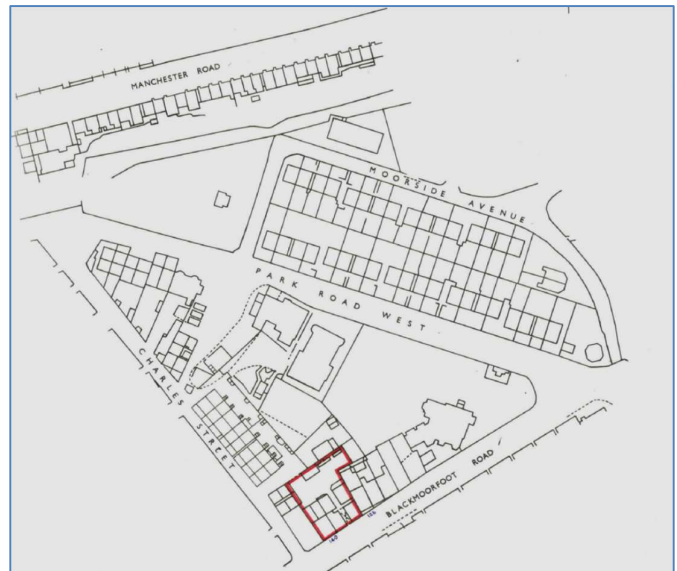 MANCHESTER ROAD
MOORSIDE AVENUE
PARK ROAD WEST
CHARLES STREET
BLACKMOORFOOT ROAD